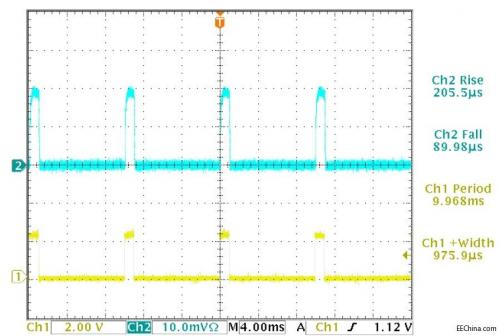 T
Ch2 Rise
205.5µs
Ch2 Fall
89.98µs
2
Ch1 Period
9.968ms
Ch1 +Width
975.9µs
1
Ch1 2.00 V Ch2 10.0mVΩ M 4.00ms A Ch1 ʃ 1.12 V
EEChina.com